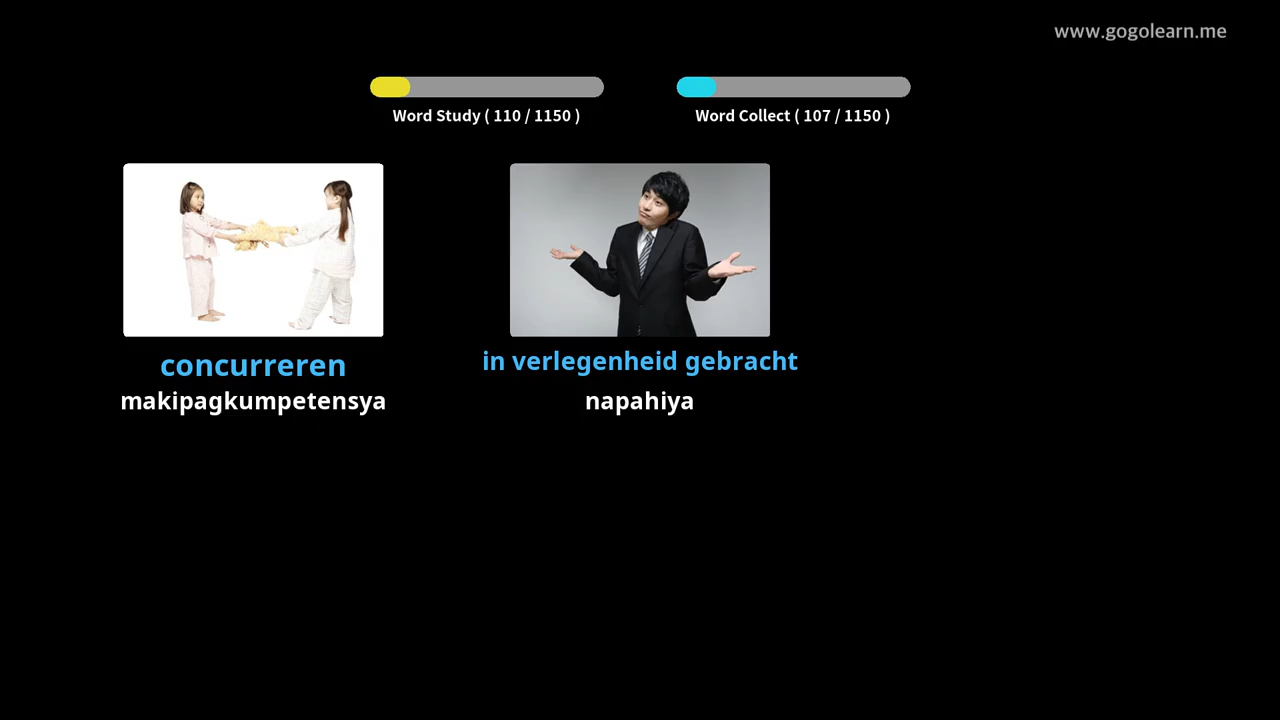 www.gogolearn.me
Word Study ( 110 / 1150 )
Word Collect ( 107 / 1150 )
concurreren
makipagkumpetensya
in verlegenheid gebracht
napahiya